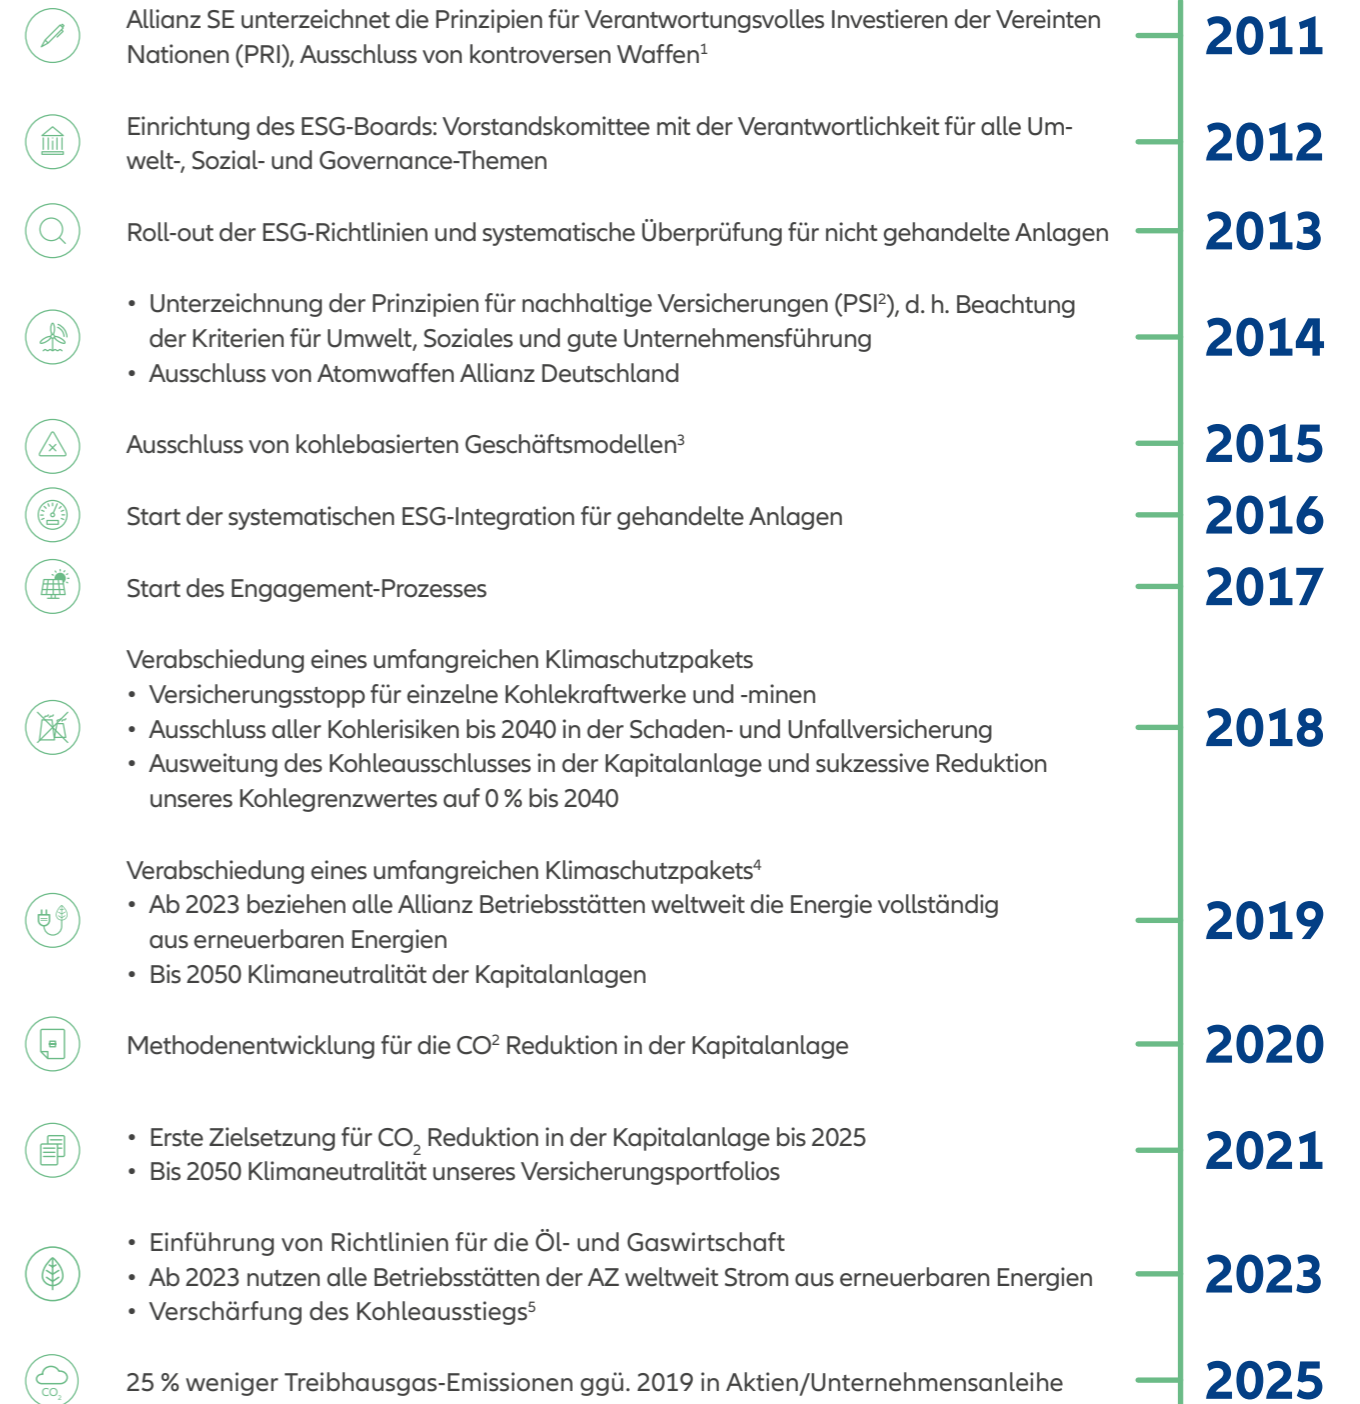 Allianz SE unterzeichnet die Prinzipien für Verantwortungsvolles Investieren der Vereinten
Nationen (PRI), Ausschluss von kontroversen Waffen¹
2011
Einrichtung des ESG-Boards: Vorstandskomittee mit der Verantwortlichkeit für alle Um-
welt-, Sozial- und Governance-Themen
2012
Roll-out der ESG-Richtlinien und systematische Überprüfung für nicht gehandelte Anlagen
2013
• Unterzeichnung der Prinzipien für nachhaltige Versicherungen (PSI²), d. h. Beachtung
der Kriterien für Umwelt, Soziales und gute Unternehmensführung
• Ausschluss von Atomwaffen Allianz Deutschland
2014
Ausschluss von kohlebasierten Geschäftsmodellen³
2015
Start der systematischen ESG-Integration für gehandelte Anlagen
2016
Start des Engagement-Prozesses
2017
Verabschiedung eines umfangreichen Klimaschutzpakets
• Versicherungsstopp für einzelne Kohlekraftwerke und -minen
• Ausschluss aller Kohlerisiken bis 2040 in der Schaden- und Unfallversicherung
• Ausweitung des Kohleausschlusses in der Kapitalanlage und sukzessive Reduktion
unseres Kohlegrenzwertes auf 0 % bis 2040
2018
Verabschiedung eines umfangreichen Klimaschutzpakets⁴
• Ab 2023 beziehen alle Allianz Betriebsstätten weltweit die Energie vollständig
aus erneuerbaren Energien
• Bis 2050 Klimaneutralität der Kapitalanlagen
2019
Methodenentwicklung für die CO² Reduktion in der Kapitalanlage
2020
• Erste Zielsetzung für CO₂ Reduktion in der Kapitalanlage bis 2025
• Bis 2050 Klimaneutralität unseres Versicherungsportfolios
2021
• Einführung von Richtlinien für die Öl- und Gaswirtschaft
• Ab 2023 nutzen alle Betriebsstätten der AZ weltweit Strom aus erneuerbaren Energien
• Verschärfung des Kohleausstiegs⁵
2023
CO₂
25 % weniger Treibhausgas-Emissionen ggü. 2019 in Aktien/Unternehmensanleihe
2025